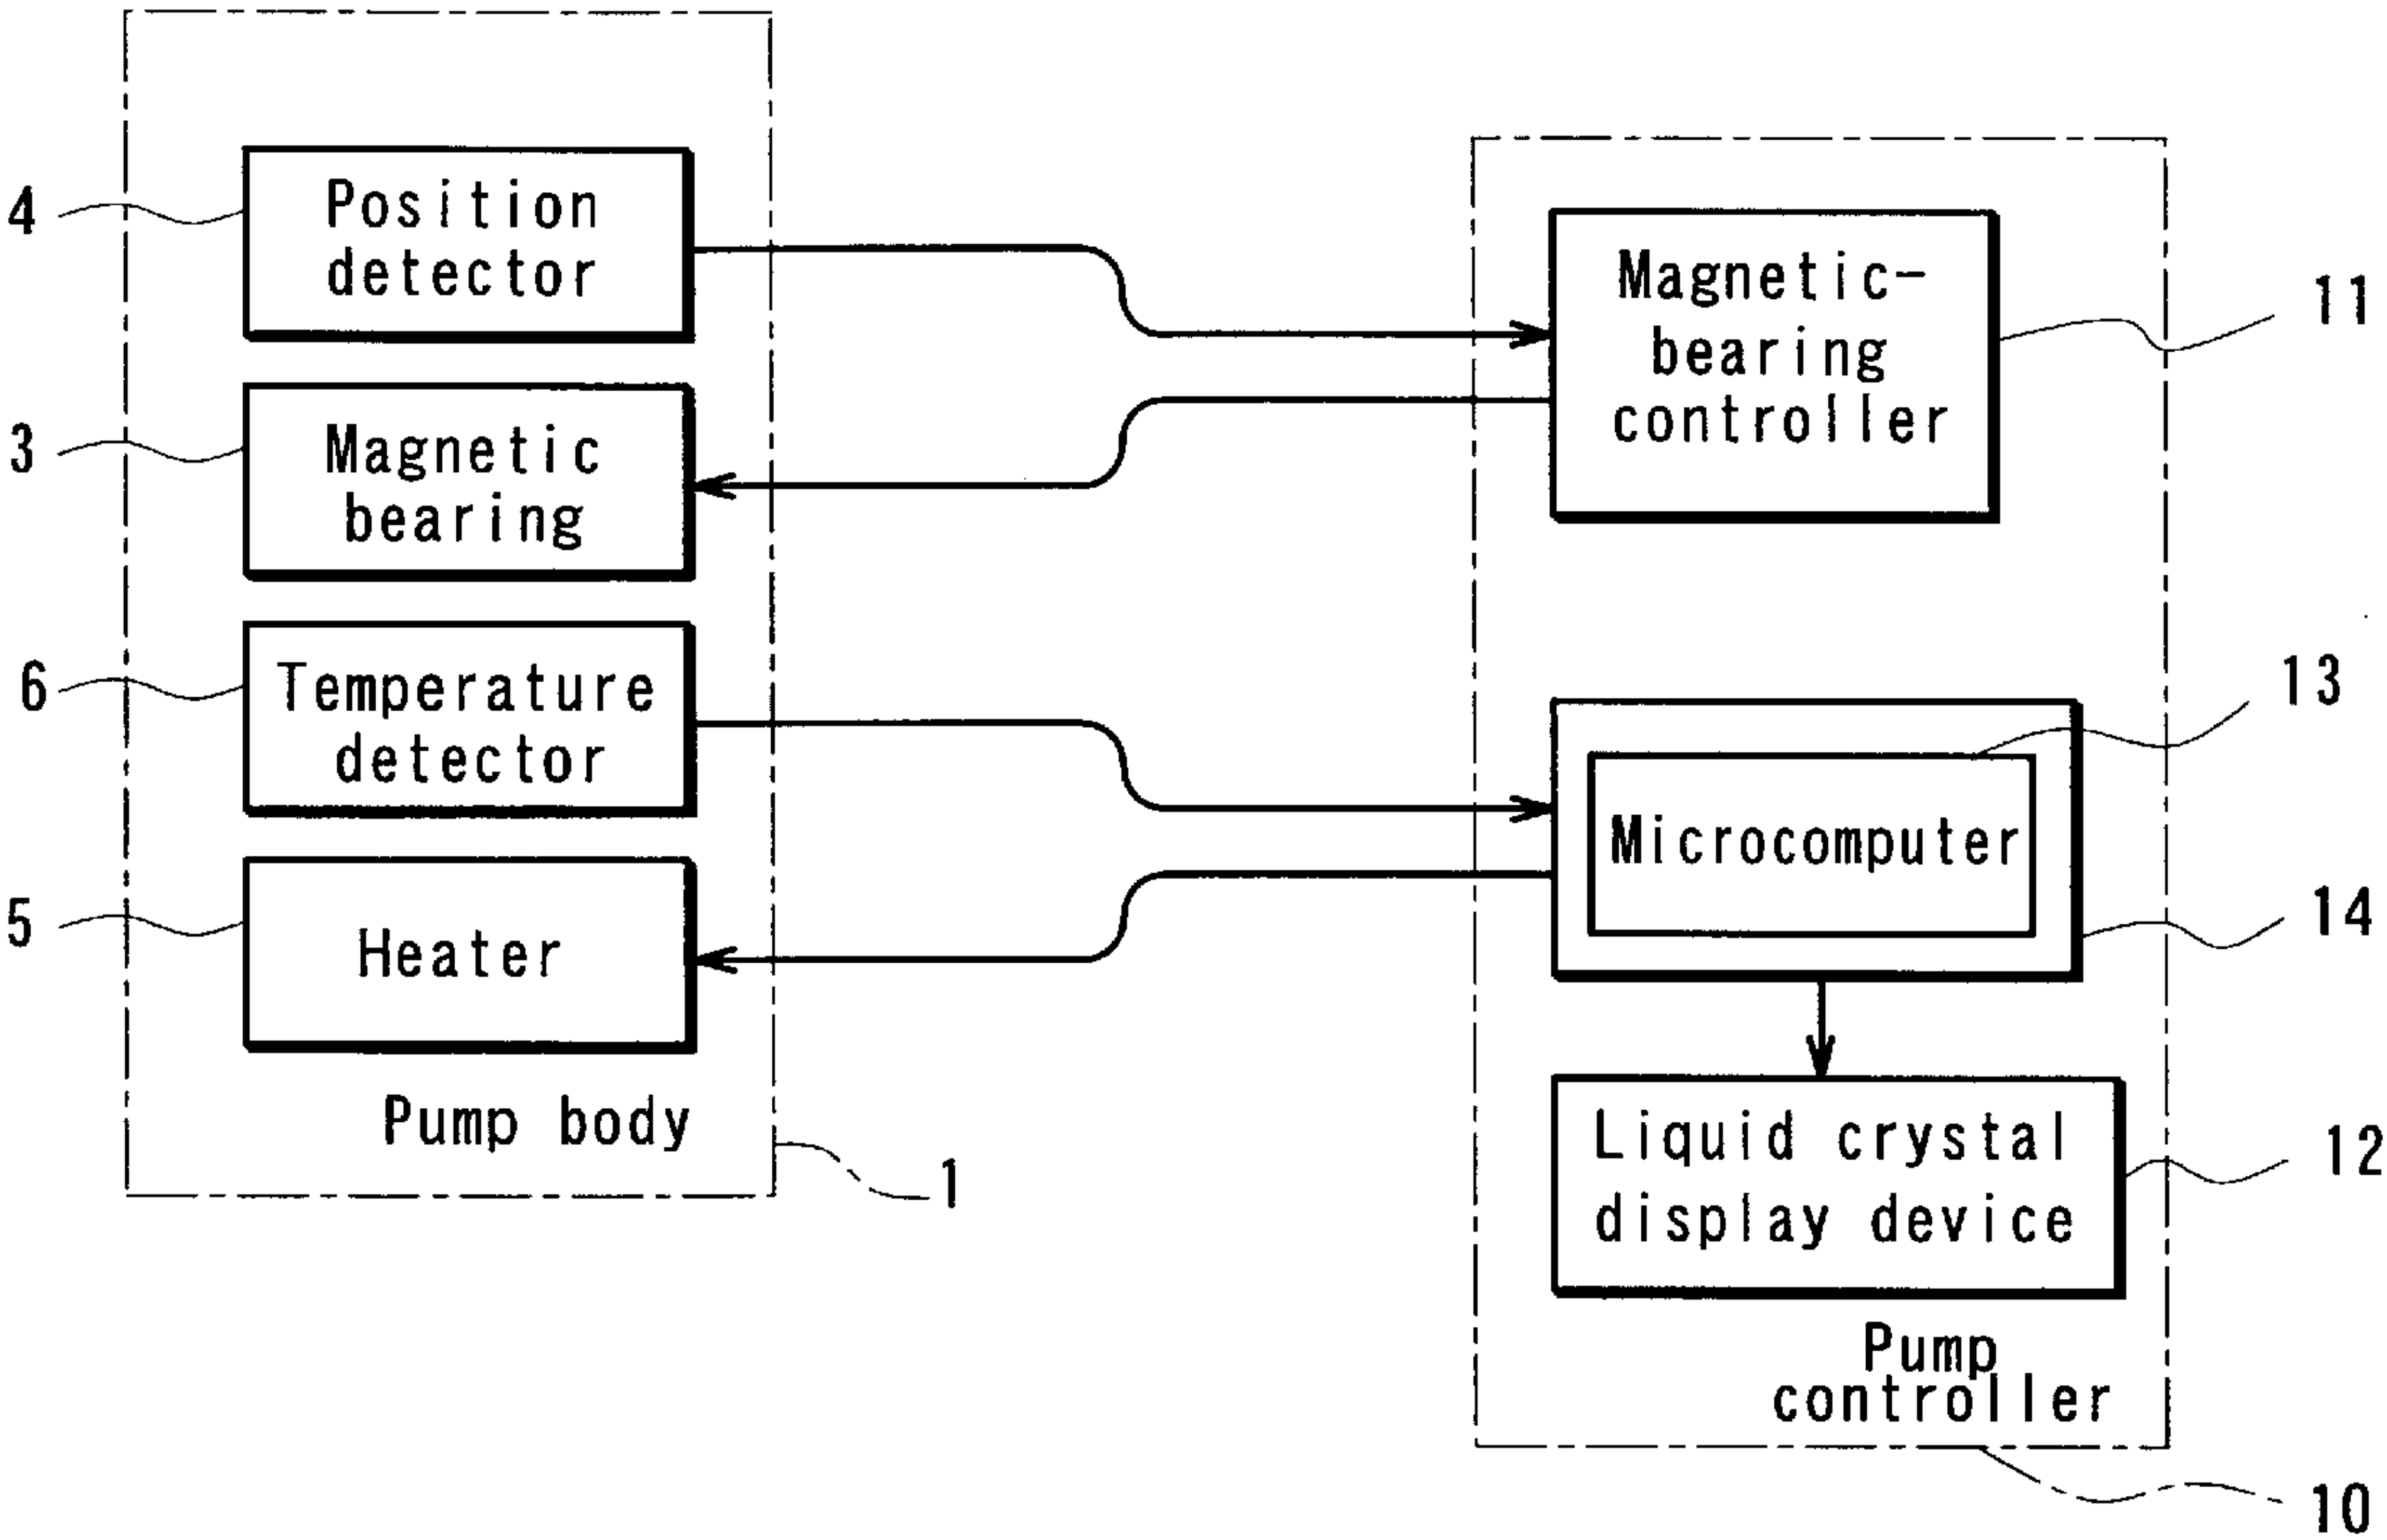 4
Position
detector
3
Magnetic
bearing
6
Temperature
detector
5
Heater
Pump body
1
Magnetic-
bearing
controller
11
13
Microcomputer
14
Liquid crystal
display device
12
Pump
controller
10